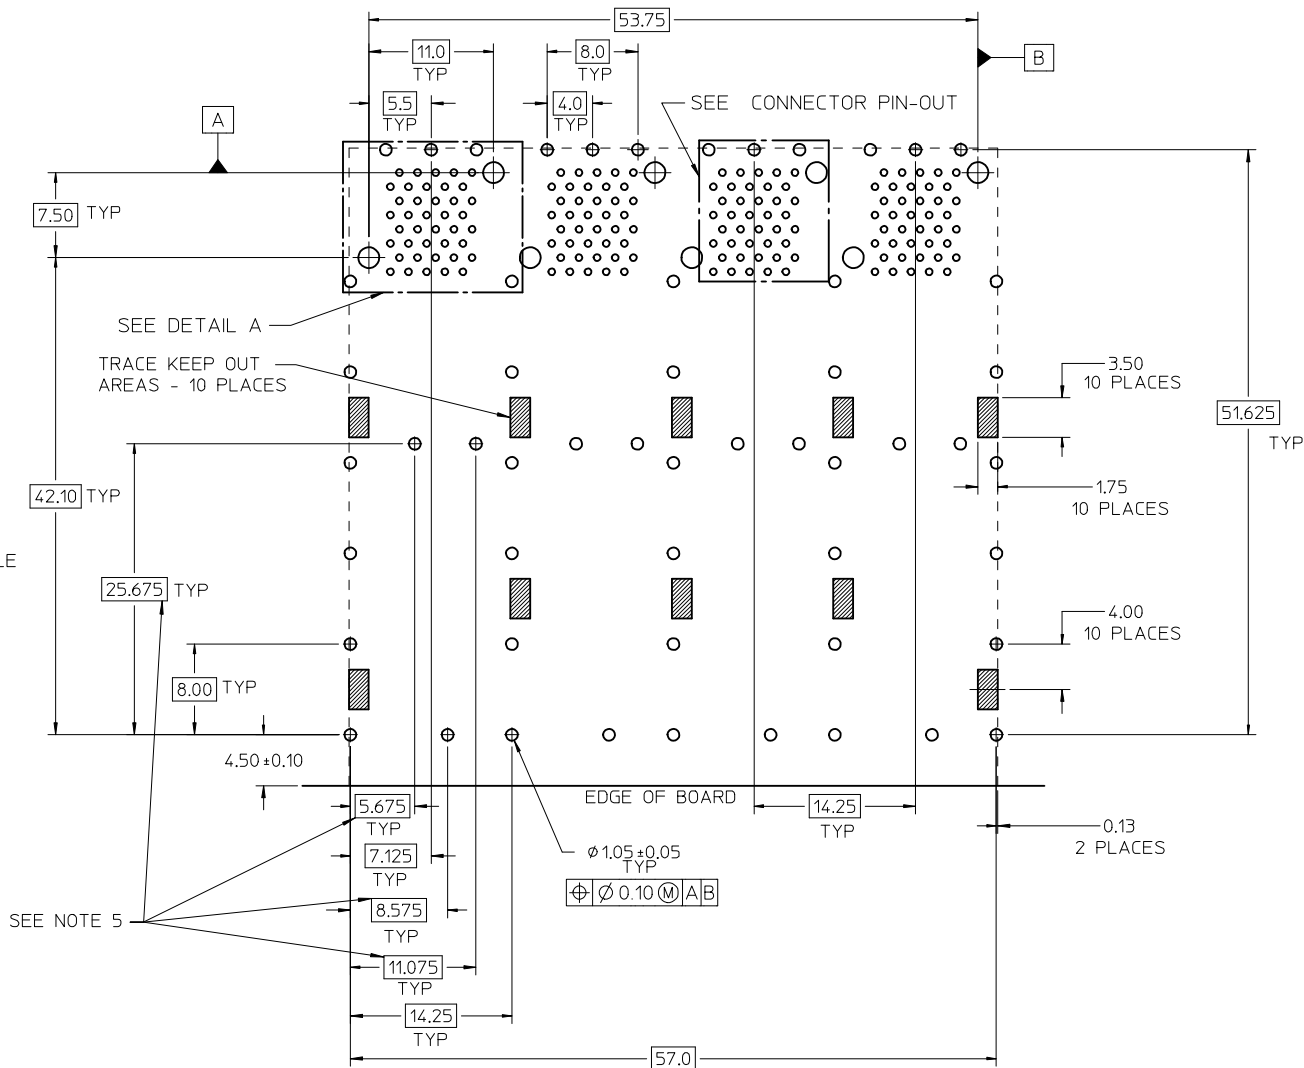 53.75
11.0
TYP
8.0
TYP
B
5.5
TYP
4.0
TYP
SEE CONNECTOR PIN-OUT
A
7.50 TYP
SEE DETAIL A
TRACE KEEP OUT
AREAS - 10 PLACES
3.50
10 PLACES
51.625
TYP
42.10 TYP
1.75
10 PLACES
LE
25.675 TYP
4.00
10 PLACES
8.00 TYP
4.50±0.10
EDGE OF BOARD
5.675
TYP
14.25
TYP
0.13
2 PLACES
Ø1.05±0.05
TYP
⌖ Ø 0.10 Ⓜ A B
7.125
TYP
SEE NOTE 5
8.575
TYP
11.075
TYP
14.25
TYP
57.0